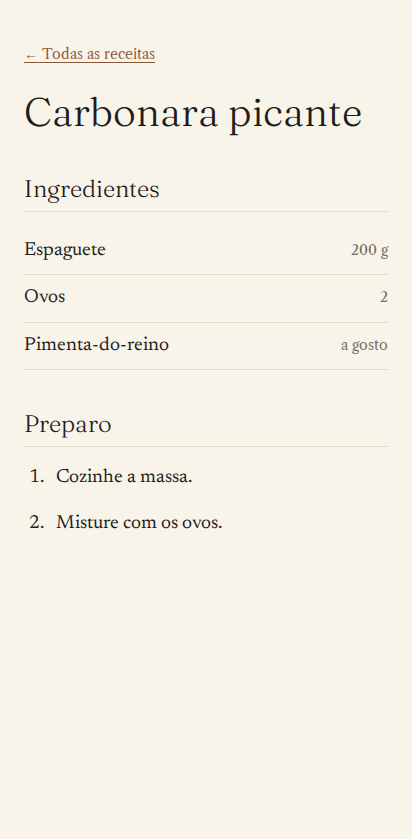 ← Todas as receitas
Carbonara picante
Ingredientes
Espaguete 200 g
Ovos 2
Pimenta-do-reino a gosto
Preparo
1. Cozinhe a massa.
2. Misture com os ovos.